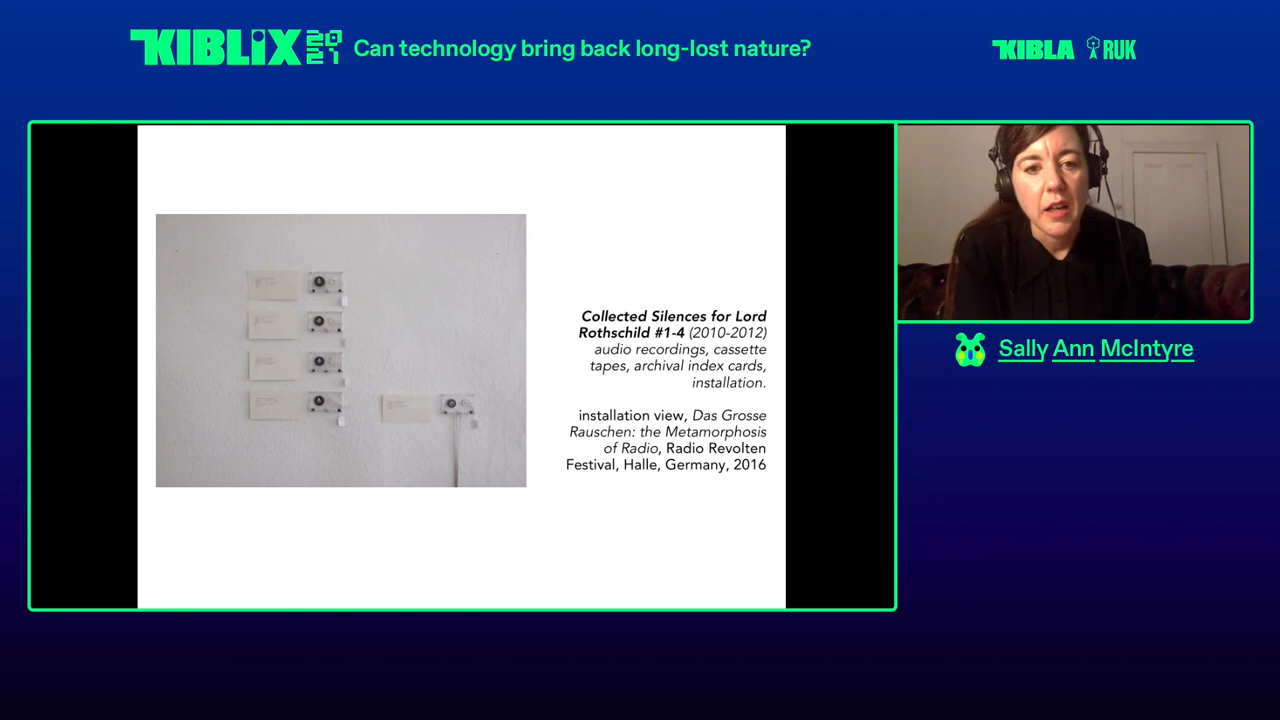 KIBLIX 2021 Can technology bring back long-lost nature?
KIBLA RUK
Collected Silences for Lord
Rothschild #1-4 (2010-2012)
audio recordings, cassette
tapes, archival index cards,
installation.
installation view, Das Grosse
Rauschen: the Metamorphosis
of Radio, Radio Revolten
Festival, Halle, Germany, 2016
Sally Ann McIntyre